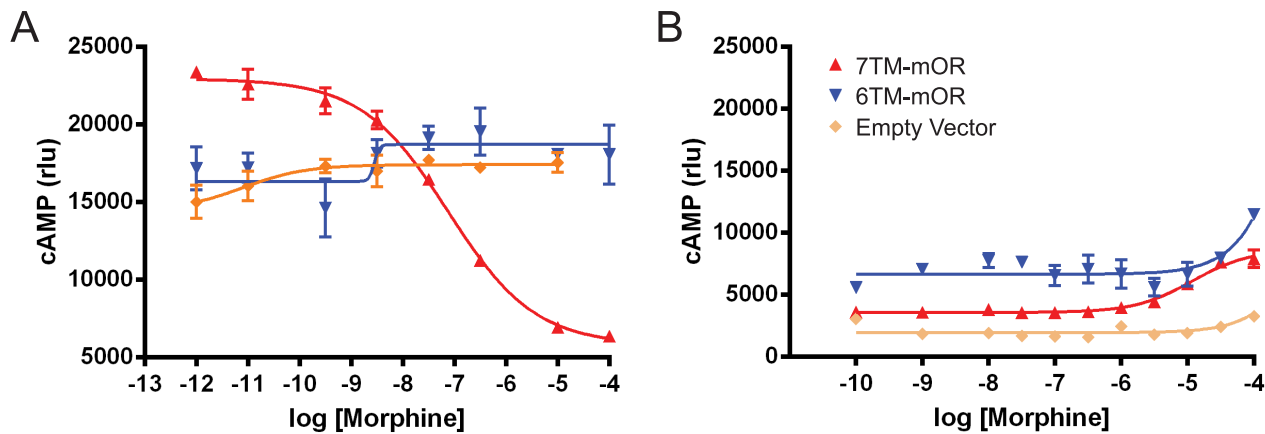 A
cAMP (rlu)
25000
20000
15000
10000
5000
-13 -12 -11 -10 -9 -8 -7 -6 -5 -4
log [Morphine]
B
cAMP (rlu)
25000
20000
15000
10000
5000
0
7TM-mOR
6TM-mOR
Empty Vector
-10 -9 -8 -7 -6 -5 -4
log [Morphine]